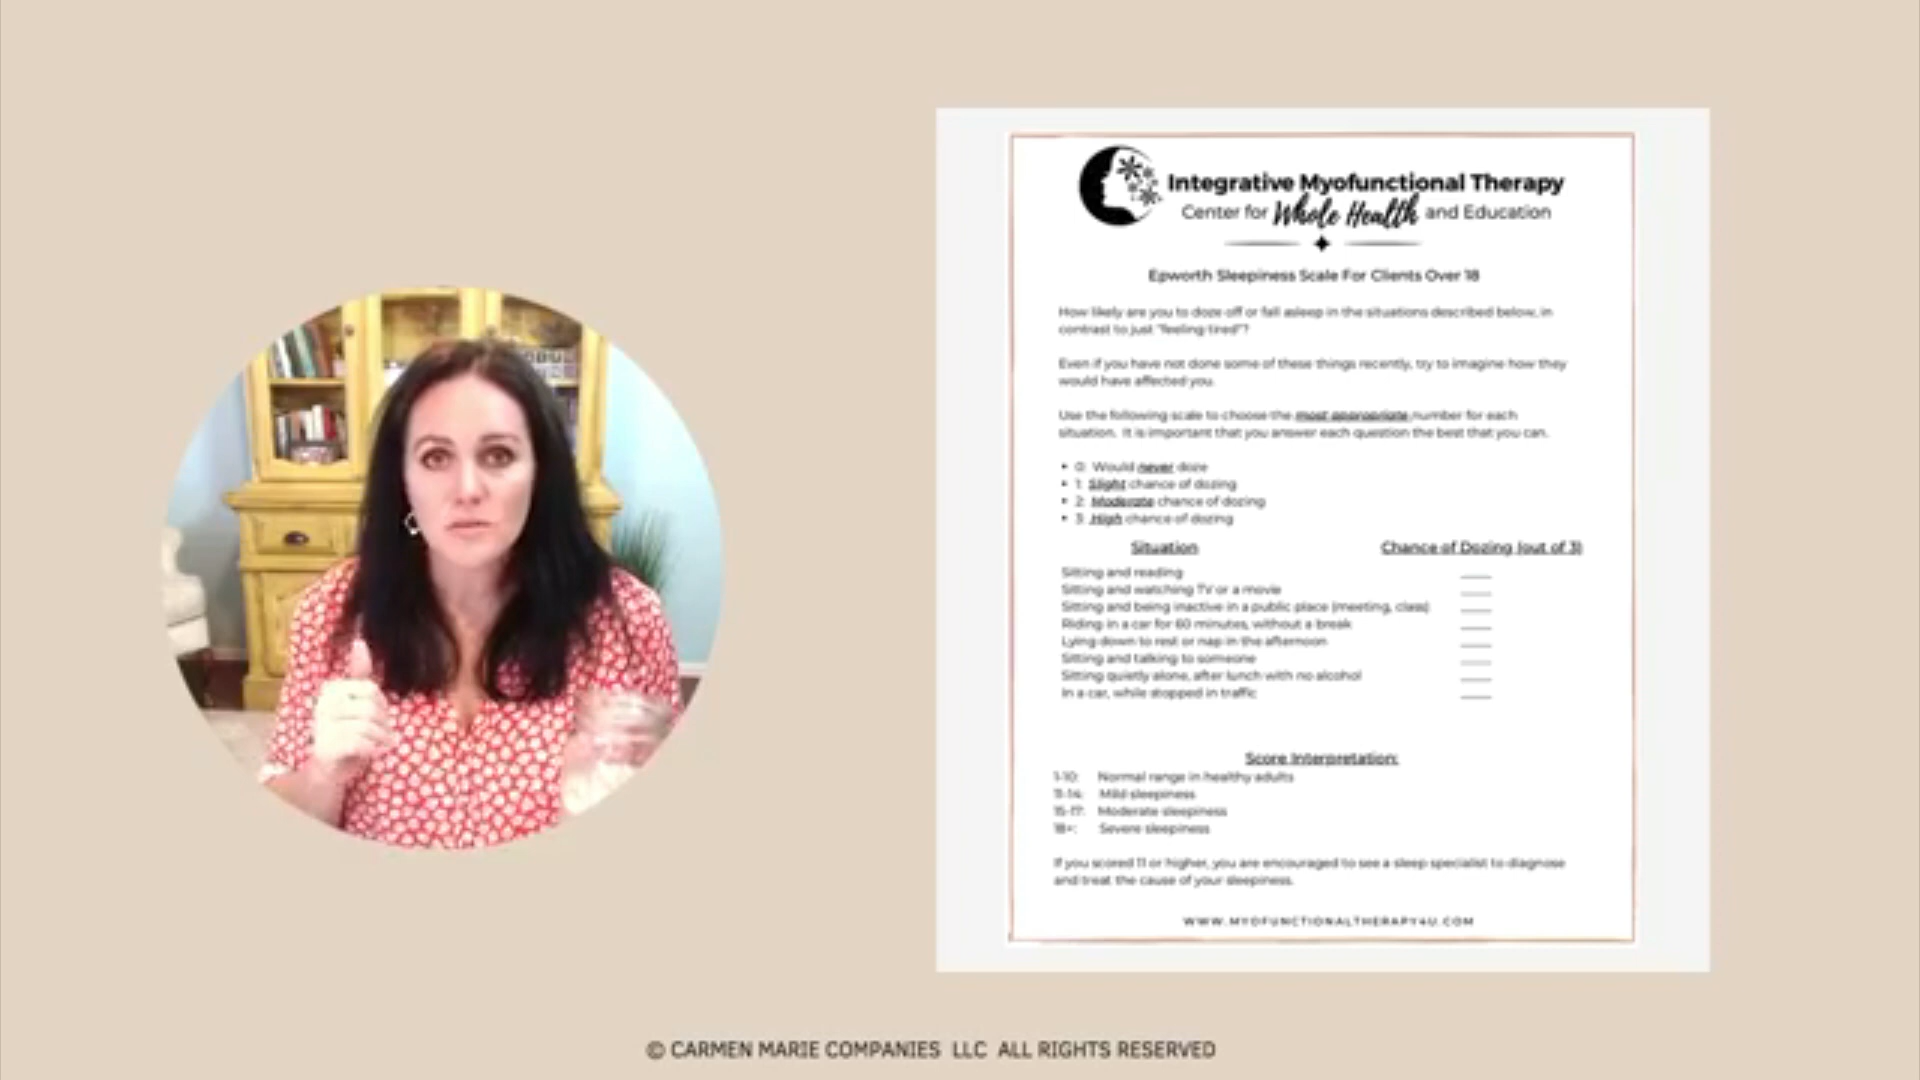 Integrative Myofunctional Therapy
Center for Whole Health and Education
Epworth Sleepiness Scale For Clients Over 18
How likely are you to doze off or fall asleep in the situations described below, in
contrast to just "feeling tired"?
Even if you have not done some of these things recently, try to imagine how they
would have affected you.
Use the following scale to choose the most appropriate number for each
situation. It is important that you answer each question the best that you can.
• 0: Would never doze
• 1: Slight chance of dozing
• 2: Moderate chance of dozing
• 3: High chance of dozing
Situation Chance of Dozing (out of 3)
Sitting and reading ____
Sitting and watching TV or a movie ____
Sitting and being inactive in a public place (meeting, class) ____
Riding in a car for 60 minutes, without a break ____
Lying down to rest or nap in the afternoon ____
Sitting and talking to someone ____
Sitting quietly alone, after lunch with no alcohol ____
In a car, while stopped in traffic ____
Score Interpretation:
1-10: Normal range in healthy adults
11-14: Mild sleepiness
15-17: Moderate sleepiness
18+: Severe sleepiness
If you scored 11 or higher, you are encouraged to see a sleep specialist to diagnose
and treat the cause of your sleepiness.
WWW.MYOFUNCTIONALTHERAPY4U.COM
© CARMEN MARIE COMPANIES LLC ALL RIGHTS RESERVED